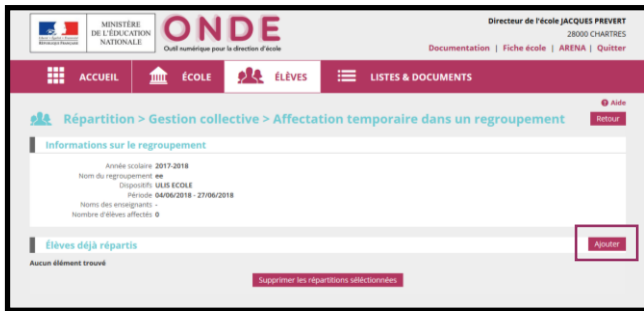 MINISTÈRE
DE L'ÉDUCATION
NATIONALE
ONDE
Outil numérique pour la direction d'école
Directeur de l'école JACQUES PREVERT
28000 CHARTRES
Documentation | Fiche école | ARENA | Quitter
ACCUEIL ÉCOLE ÉLÈVES LISTES & DOCUMENTS
Aide
Répartition > Gestion collective > Affectation temporaire dans un regroupement Retour
Informations sur le regroupement
Année scolaire 2017-2018
Nom du regroupement ee
Dispositifs ULIS ECOLE
Période 04/06/2018 - 27/06/2018
Noms des enseignants -
Nombre d'élèves affectés 0
Élèves déjà répartis Ajouter
Aucun élément trouvé
Supprimer les répartitions séléctionnées